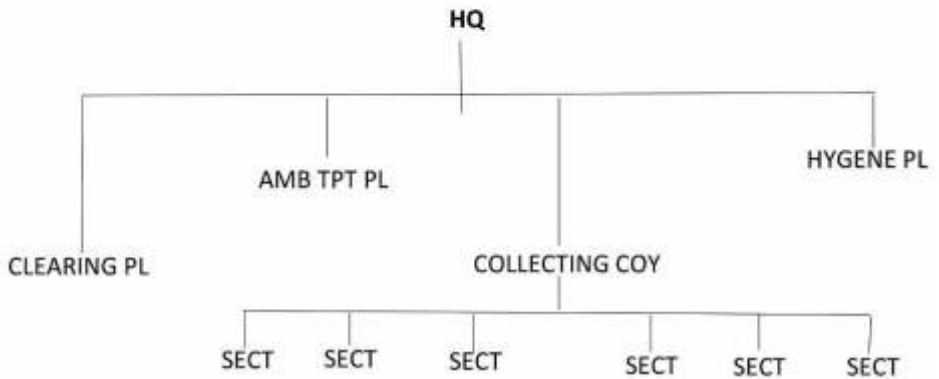 HQ
HYGENE PL
AMB TPT PL
CLEARING PL
COLLECTING COY
SECT
SECT
SECT
SECT
SECT
SECT